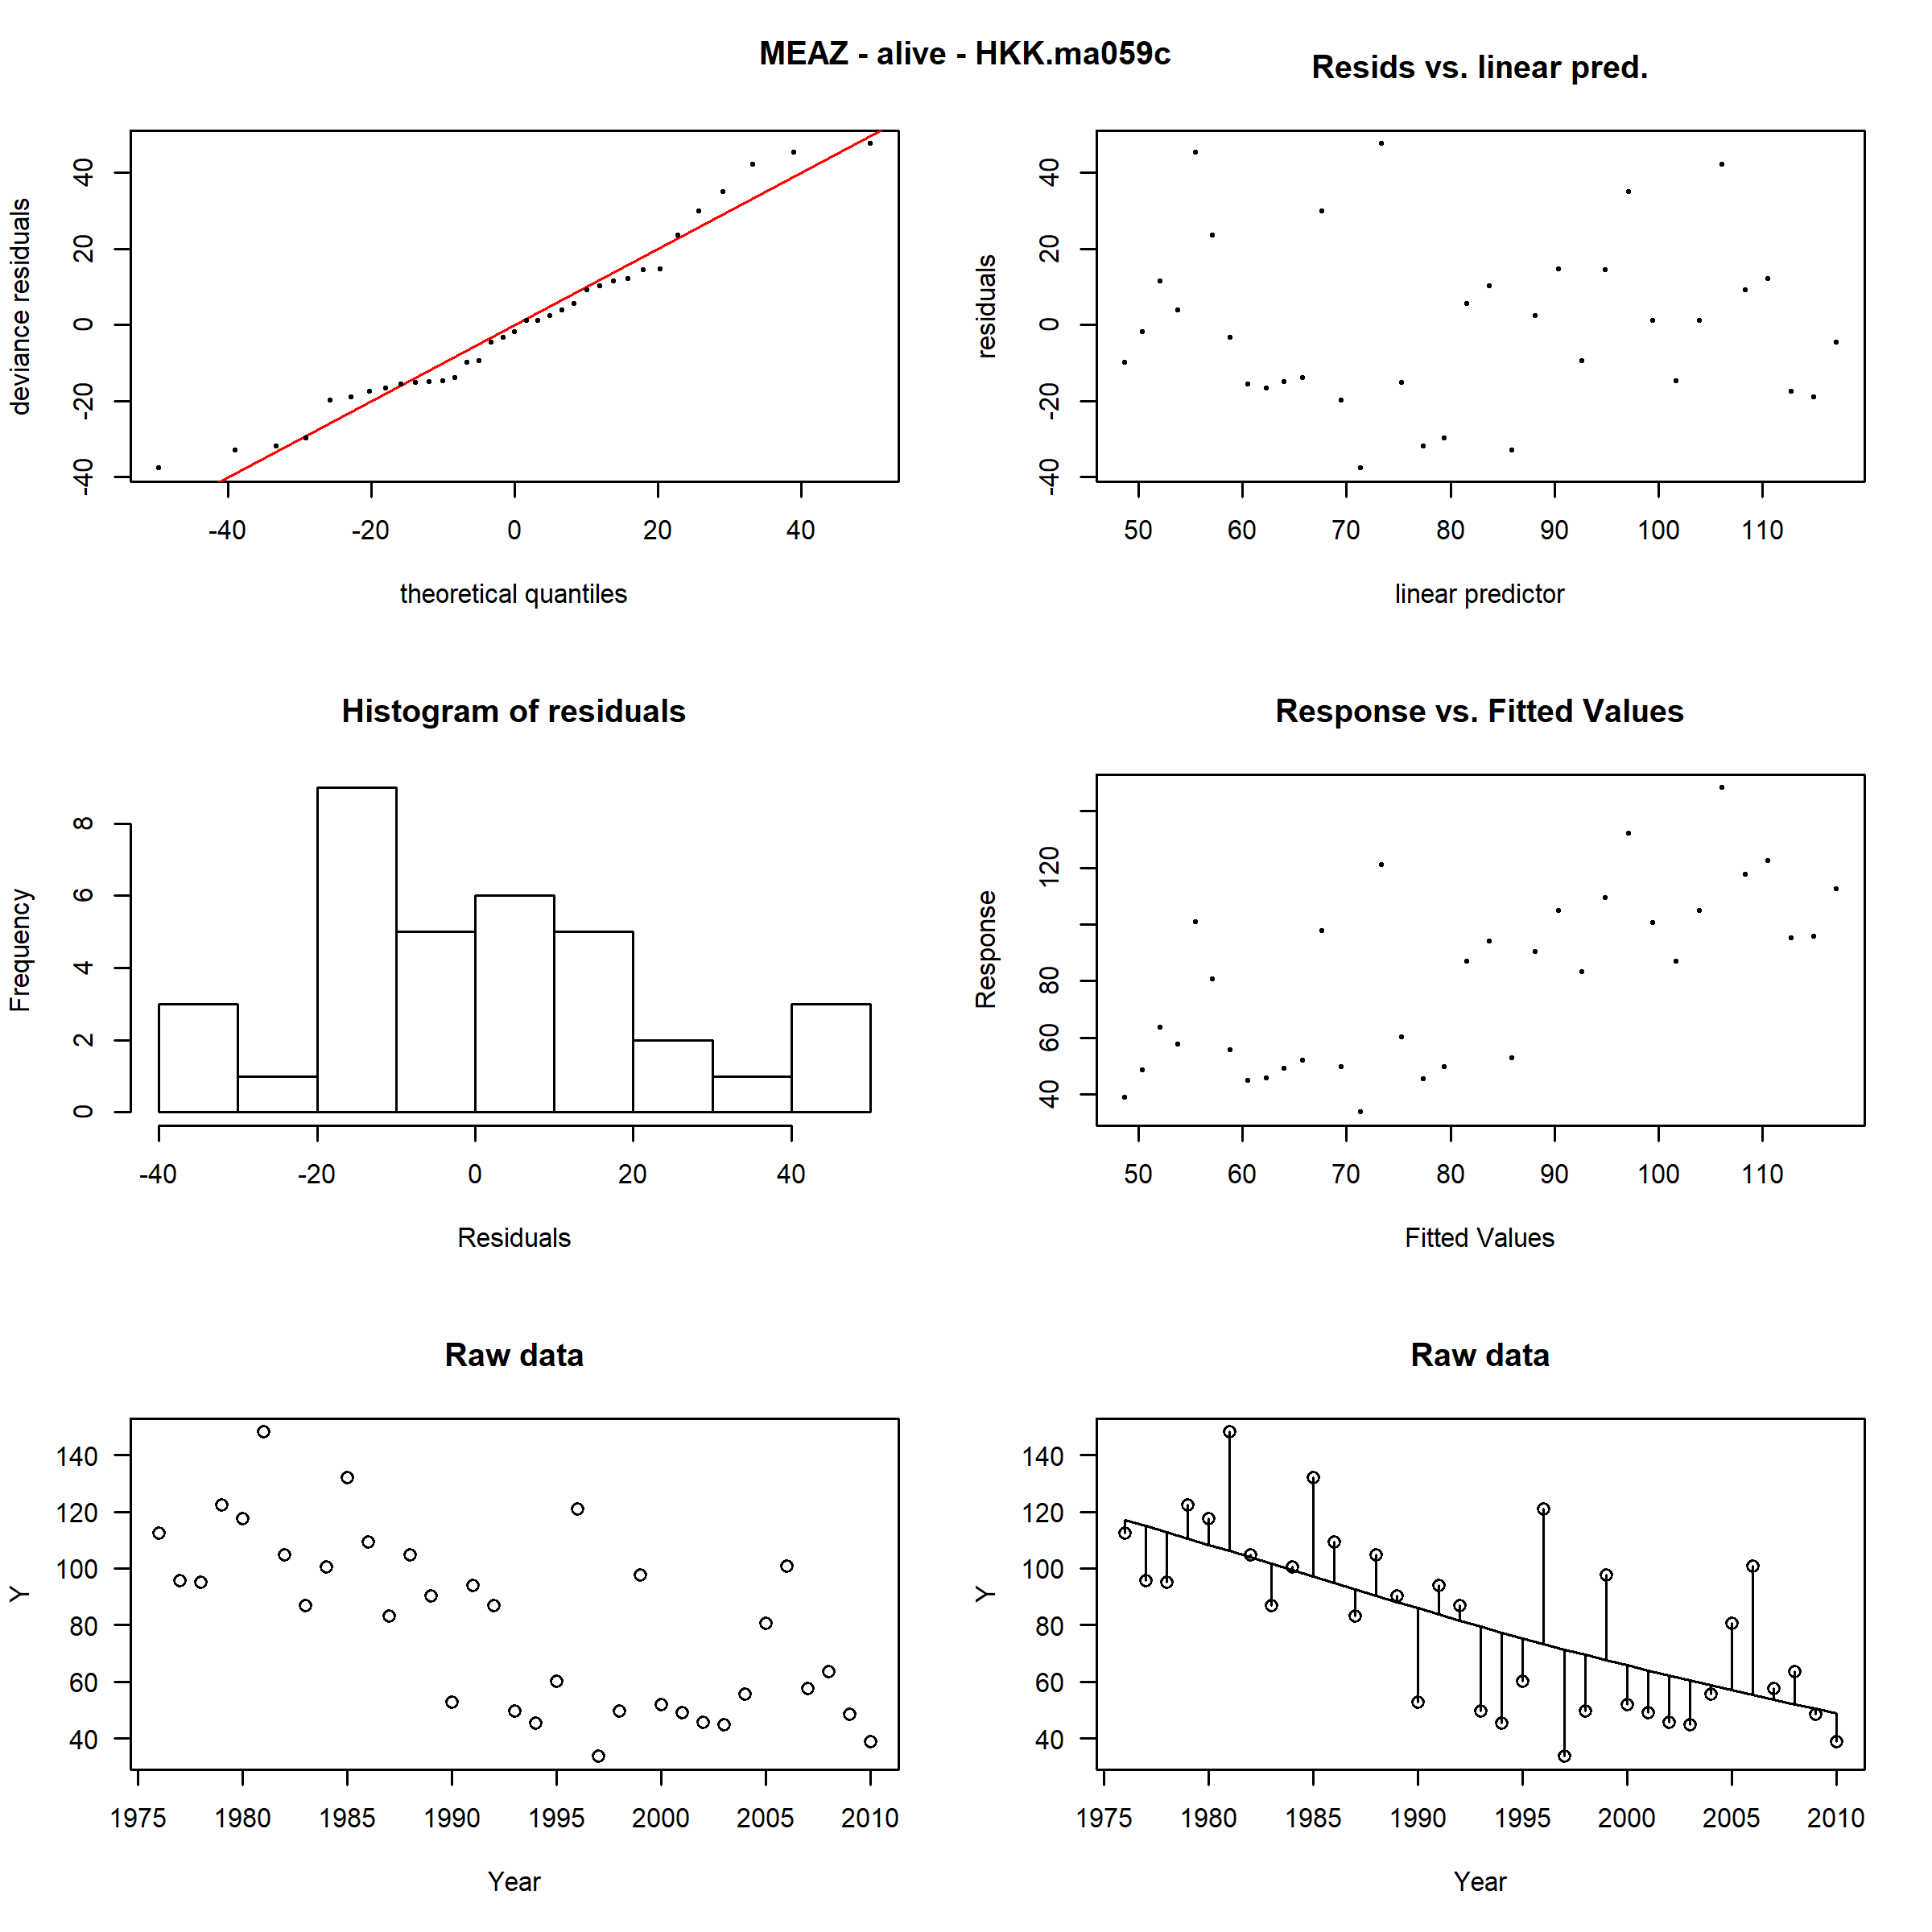 MEAZ - alive - HKK.ma059c
Resids vs. linear pred.
deviance residuals
40
20
0
-20
-40
-40 -20 0 20 40
theoretical quantiles
residuals
40
20
0
-20
-40
50 60 70 80 90 100 110
linear predictor
Histogram of residuals
Frequency
8
6
4
2
0
-40 -20 0 20 40
Residuals
Response vs. Fitted Values
Response
120
80
60
40
50 60 70 80 90 100 110
Fitted Values
Raw data
Y
140
120
100
80
60
40
1975 1980 1985 1990 1995 2000 2005 2010
Year
Raw data
Y
140
120
100
80
60
40
1975 1980 1985 1990 1995 2000 2005 2010
Year